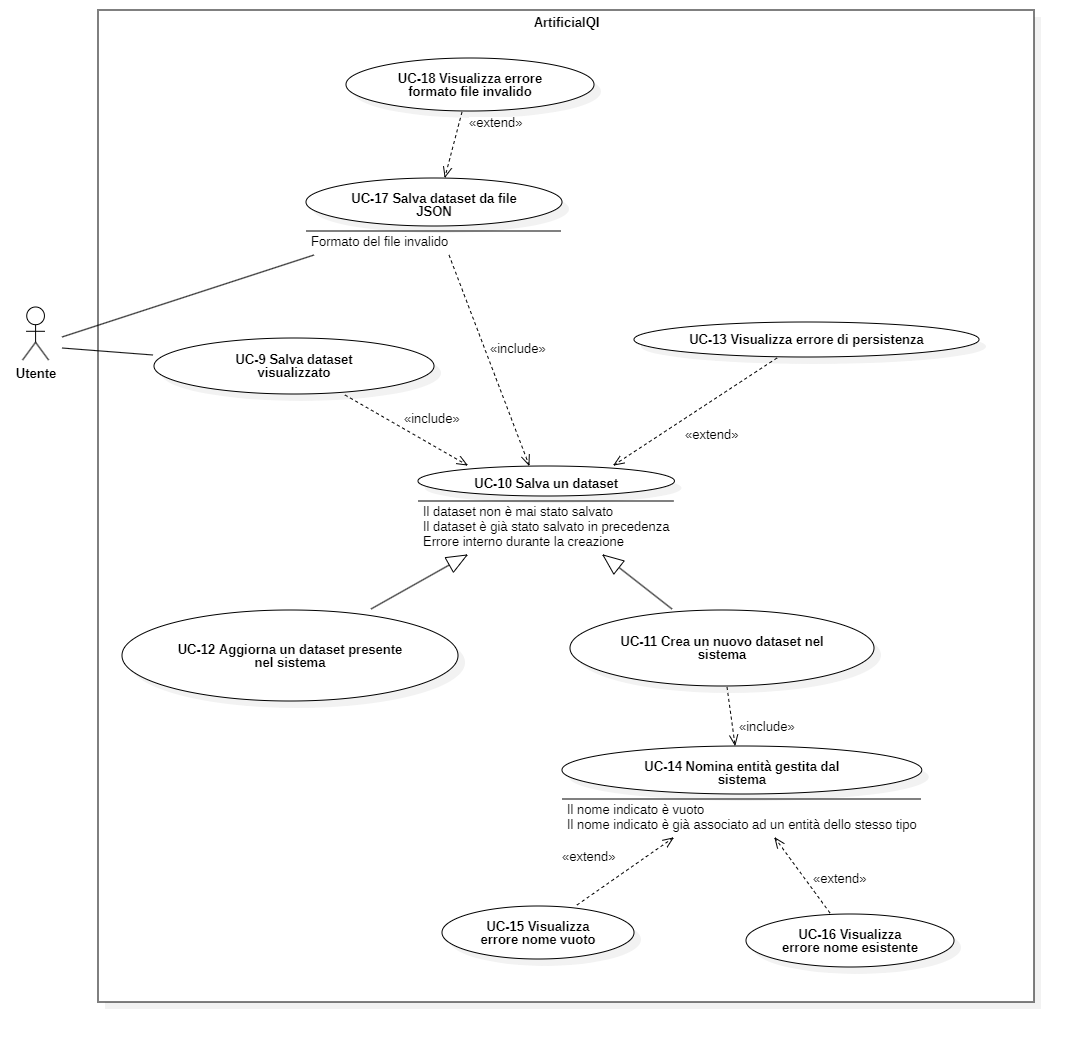 ArtificialQI
UC-18 Visualizza errore
formato file invalido
«extend»
UC-17 Salva dataset da file
JSON
Formato del file invalido
Utente
«include»
UC-13 Visualizza errore di persistenza
UC-9 Salva dataset
visualizzato
«include»
«extend»
UC-10 Salva un dataset
Il dataset non è mai stato salvato
Il dataset è già stato salvato in precedenza
Errore interno durante la creazione
UC-12 Aggiorna un dataset presente
nel sistema
UC-11 Crea un nuovo dataset nel
sistema
«include»
UC-14 Nomina entità gestita dal
sistema
Il nome indicato è vuoto
Il nome indicato è già associato ad un entità dello stesso tipo
«extend»
«extend»
UC-15 Visualizza
errore nome vuoto
UC-16 Visualizza
errore nome esistente